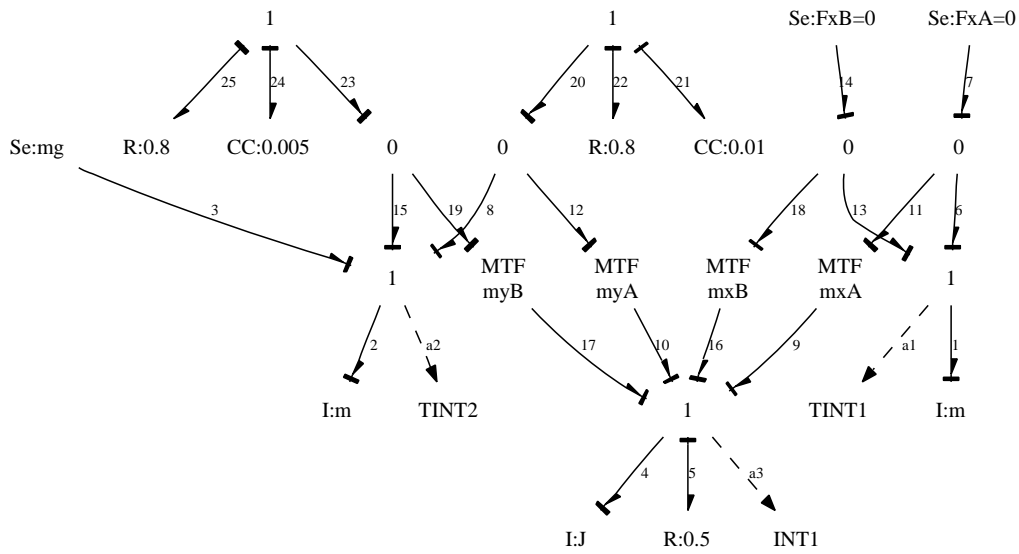 1 1 Se:FxB=0 Se:FxA=0
25 24 23 20 22 21 14 7
Se:mg R:0.8 CC:0.005 0 0 R:0.8 CC:0.01 0 0
3 15 19 8 12 18 13 11 6
1 MTF MTF MTF MTF 1
myB myA mxB mxA
2 a2 17 10 16 9 a1 1
I:m TINT2 1 TINT1 I:m
4 5 a3
I:J R:0.5 INT1